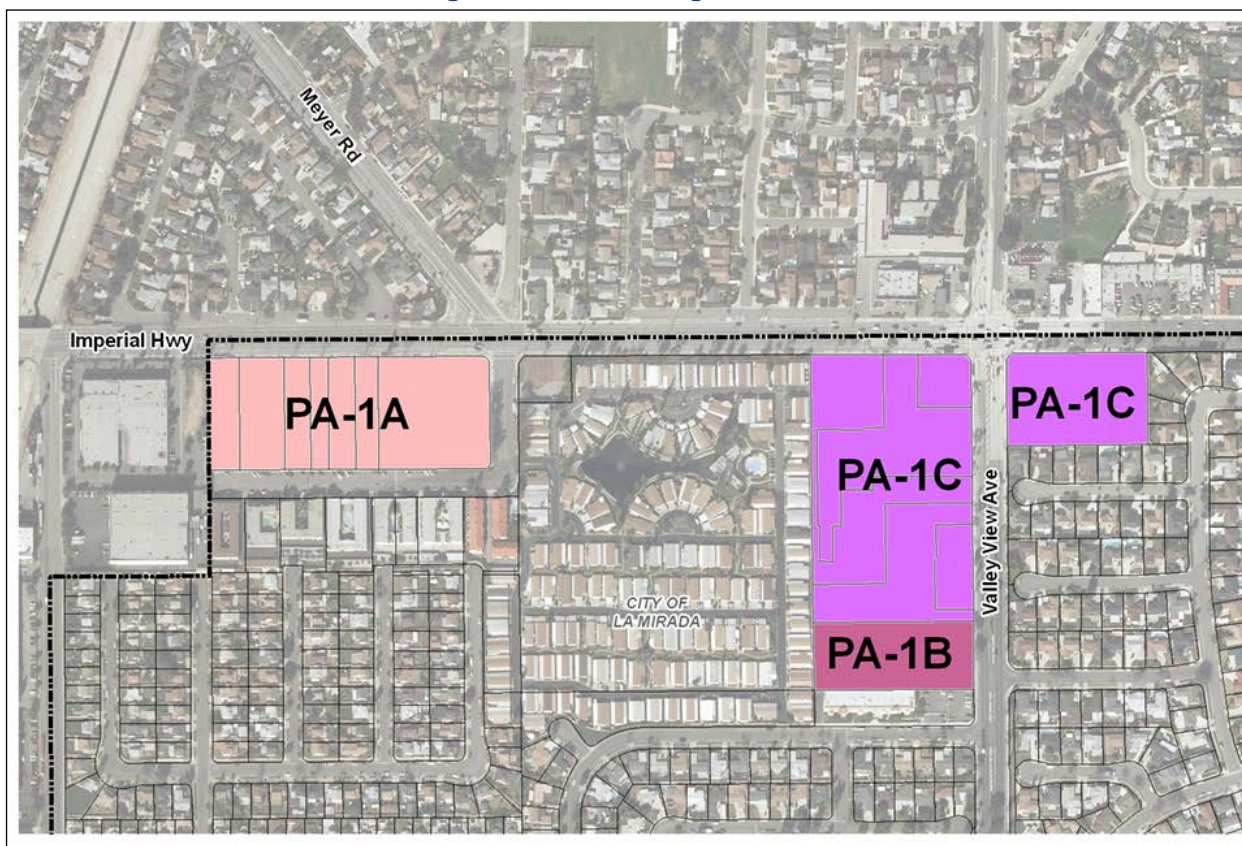 Meyer Rd
Imperial Hwy
PA-1A
PA-1C
PA-1C
Valley View Ave
CITY OF
LA MIRADA
PA-1B